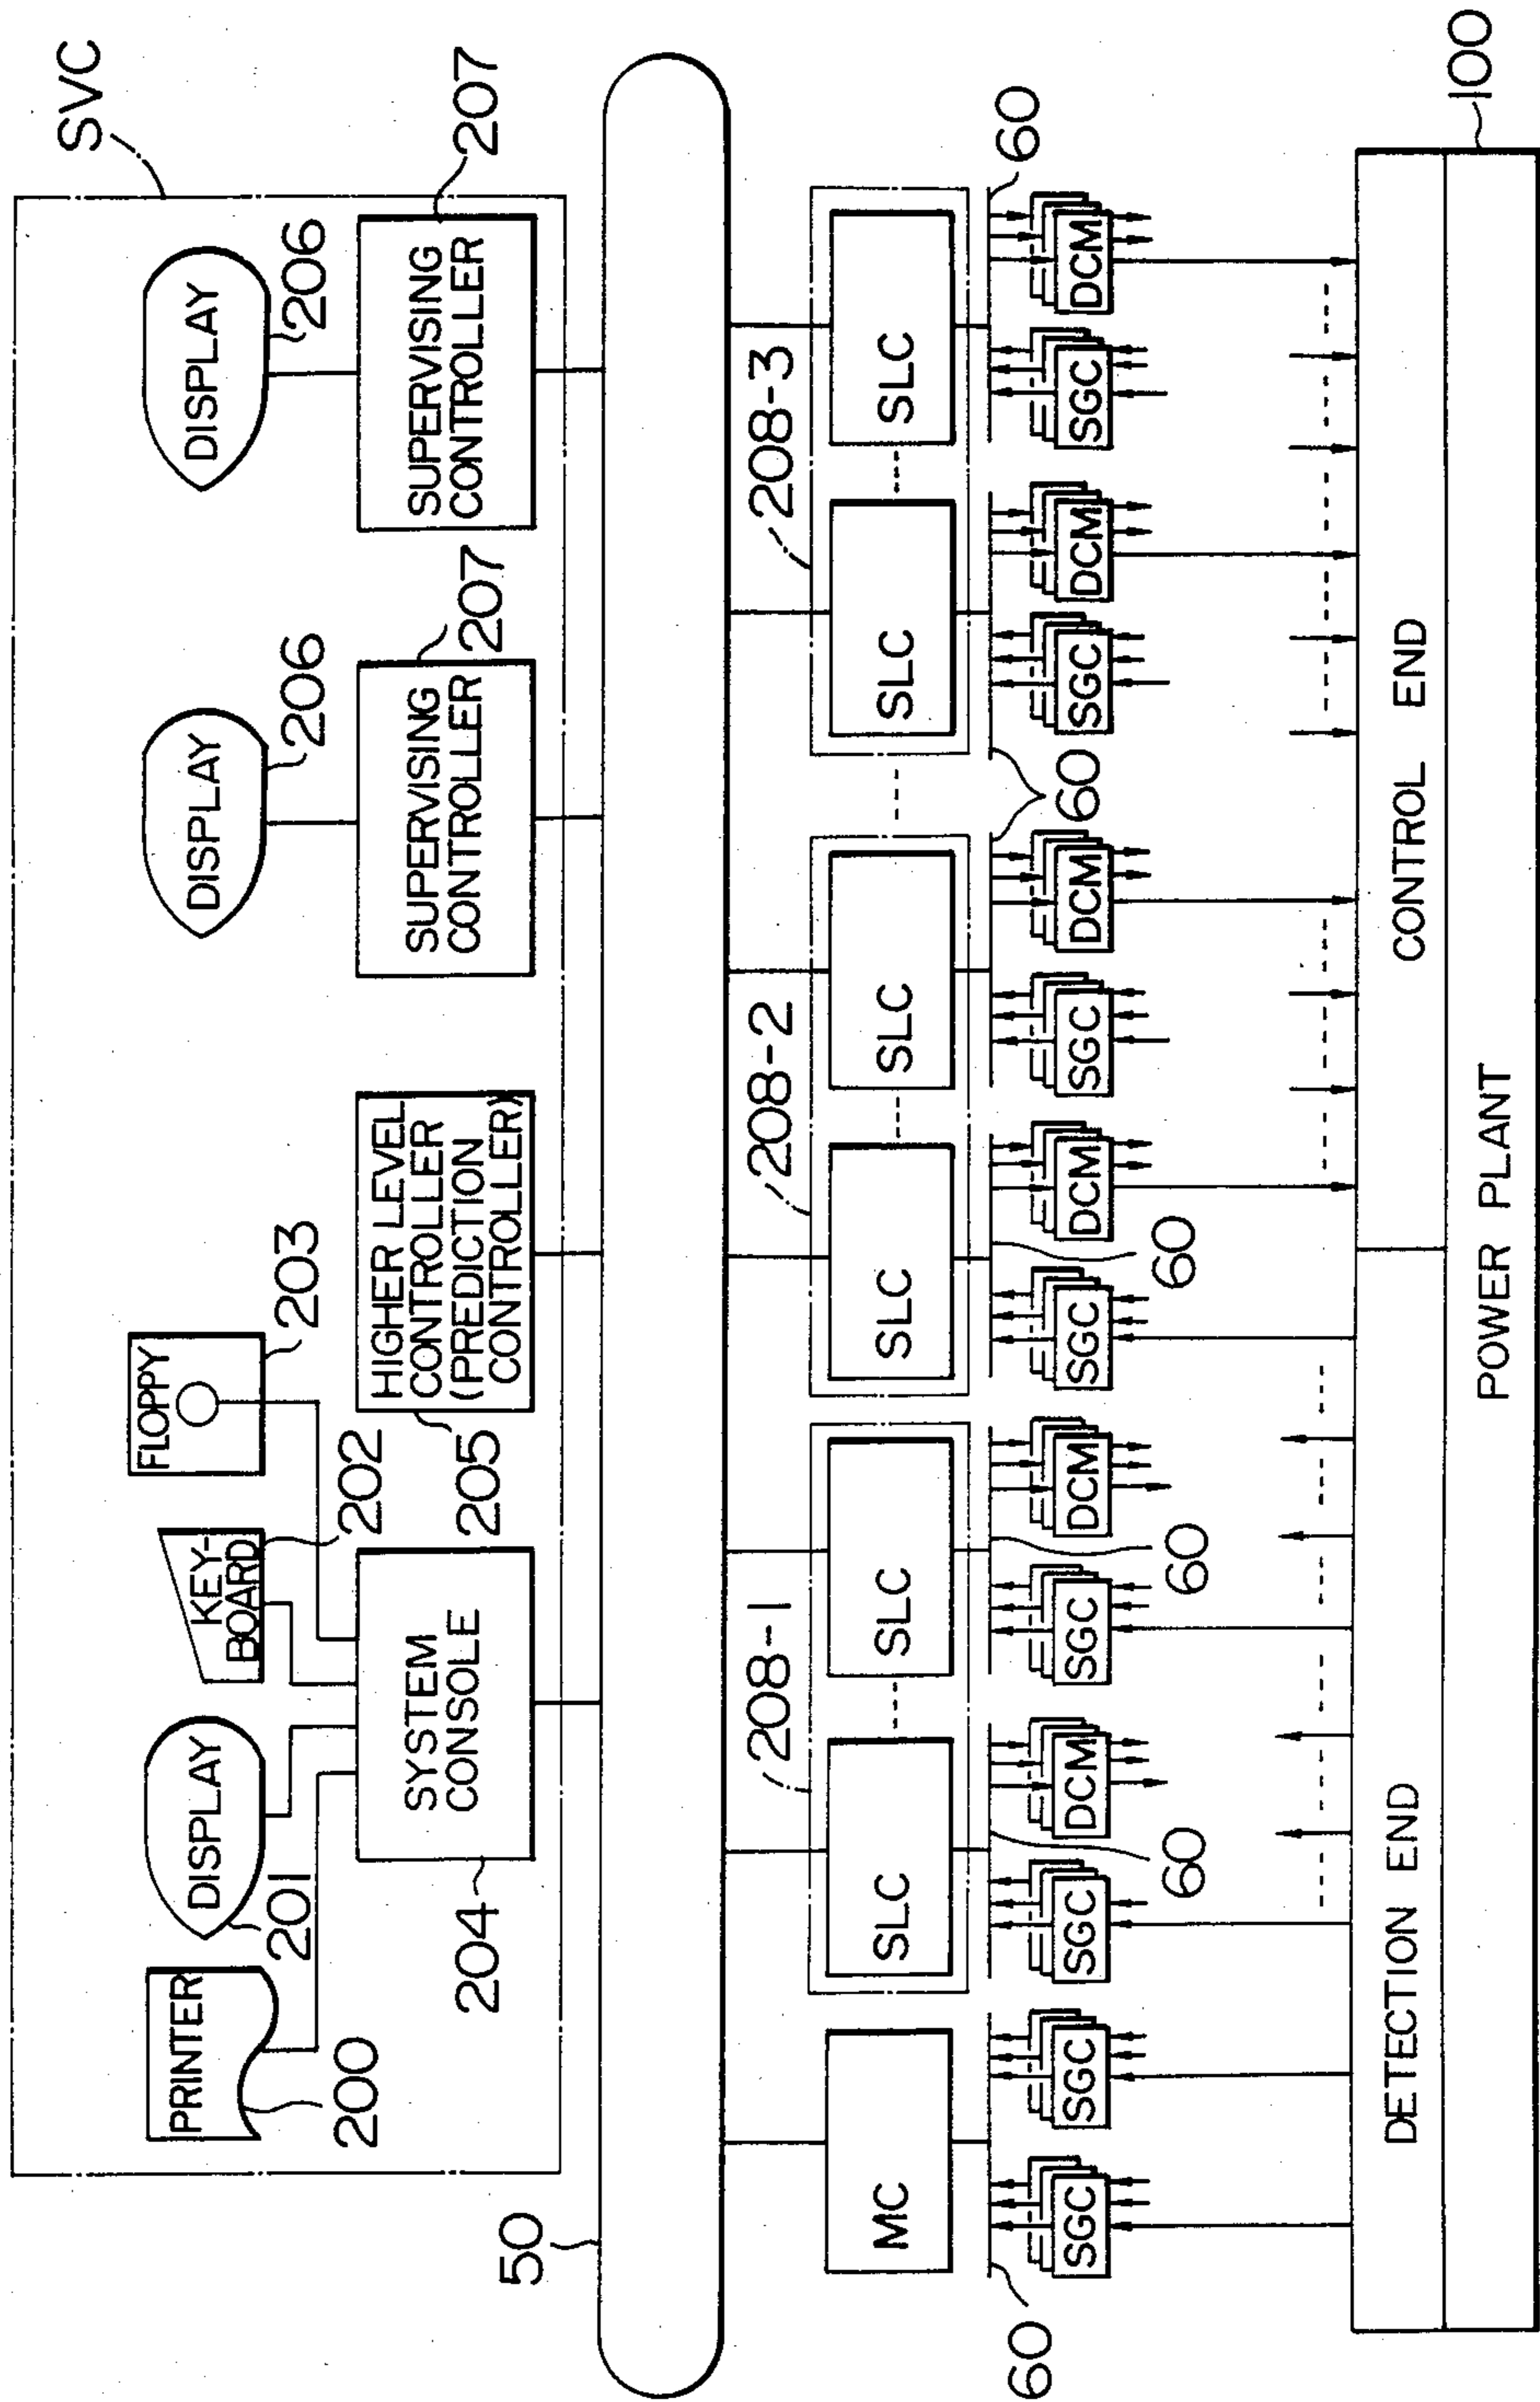 SVC
PRINTER
200
DISPLAY
201
KEY-
BOARD
202
FLOPPY
203
DISPLAY
206
DISPLAY
206
SYSTEM
CONSOLE
204
HIGHER LEVEL
CONTROLLER
(PREDICTION
CONTROLLER)
205
SUPERVISING
CONTROLLER
207
SUPERVISING
CONTROLLER
207
50
208-1
208-2
208-3
MC
SLC
SLC
SLC
SLC
SLC
SLC
60
60
60
60
60
60
SGC
SGC
SGC
DCM
SGC
DCM
SGC
DCM
SGC
DCM
SGC
DCM
SGC
DCM
DETECTION END
CONTROL END
POWER PLANT
100